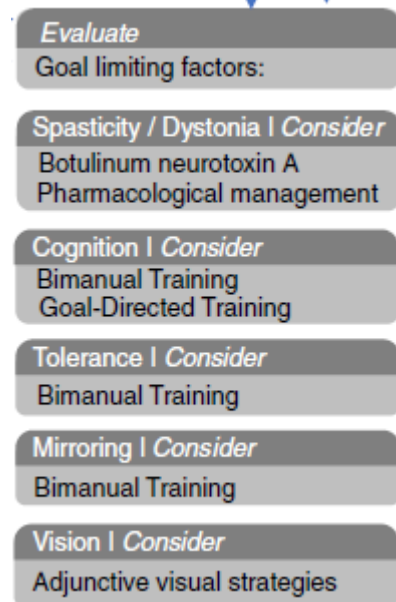 Evaluate
Goal limiting factors:
Spasticity / Dystonia | Consider
Botulinum neurotoxin A
Pharmacological management
Cognition | Consider
Bimanual Training
Goal-Directed Training
Tolerance | Consider
Bimanual Training
Mirroring | Consider
Bimanual Training
Vision | Consider
Adjunctive visual strategies